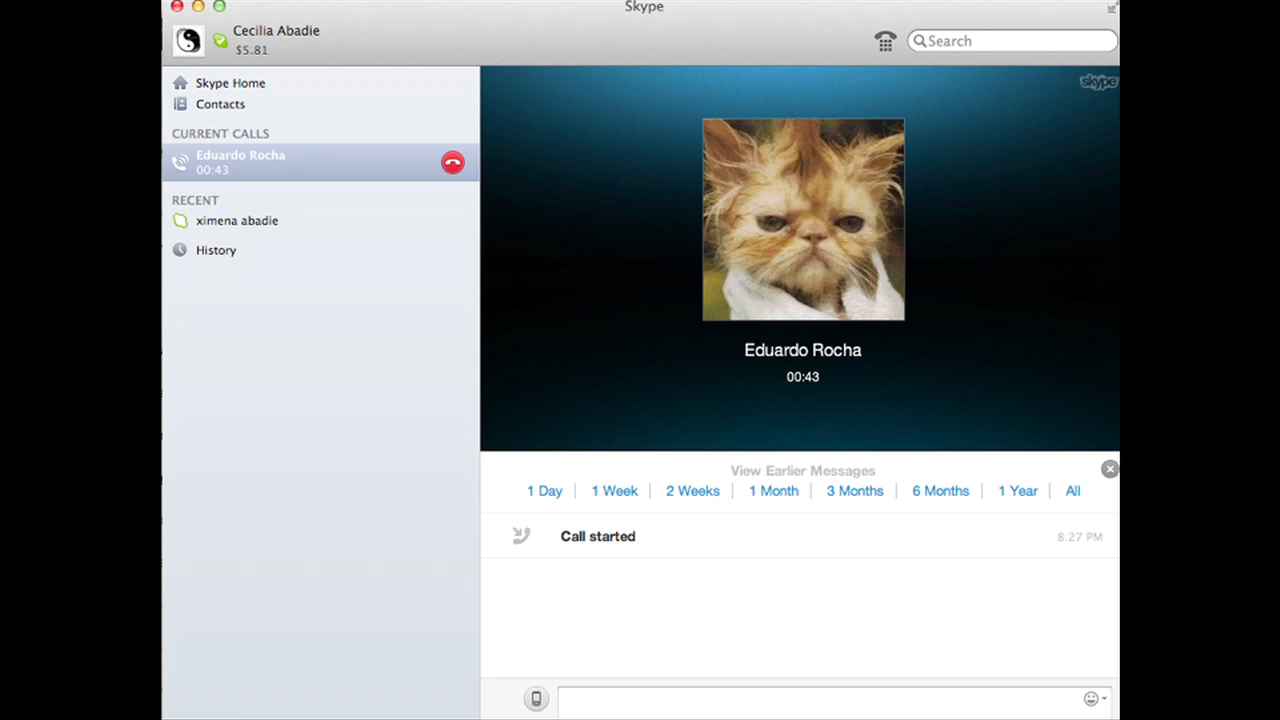 Skype
Cecilia Abadie
$5.81
Search
Skype Home
Contacts
CURRENT CALLS
Eduardo Rocha
00:43
RECENT
ximena abadie
History
skype
Eduardo Rocha
00:43
View Earlier Messages
1 Day 1 Week 2 Weeks 1 Month 3 Months 6 Months 1 Year All
Call started 8:27 PM